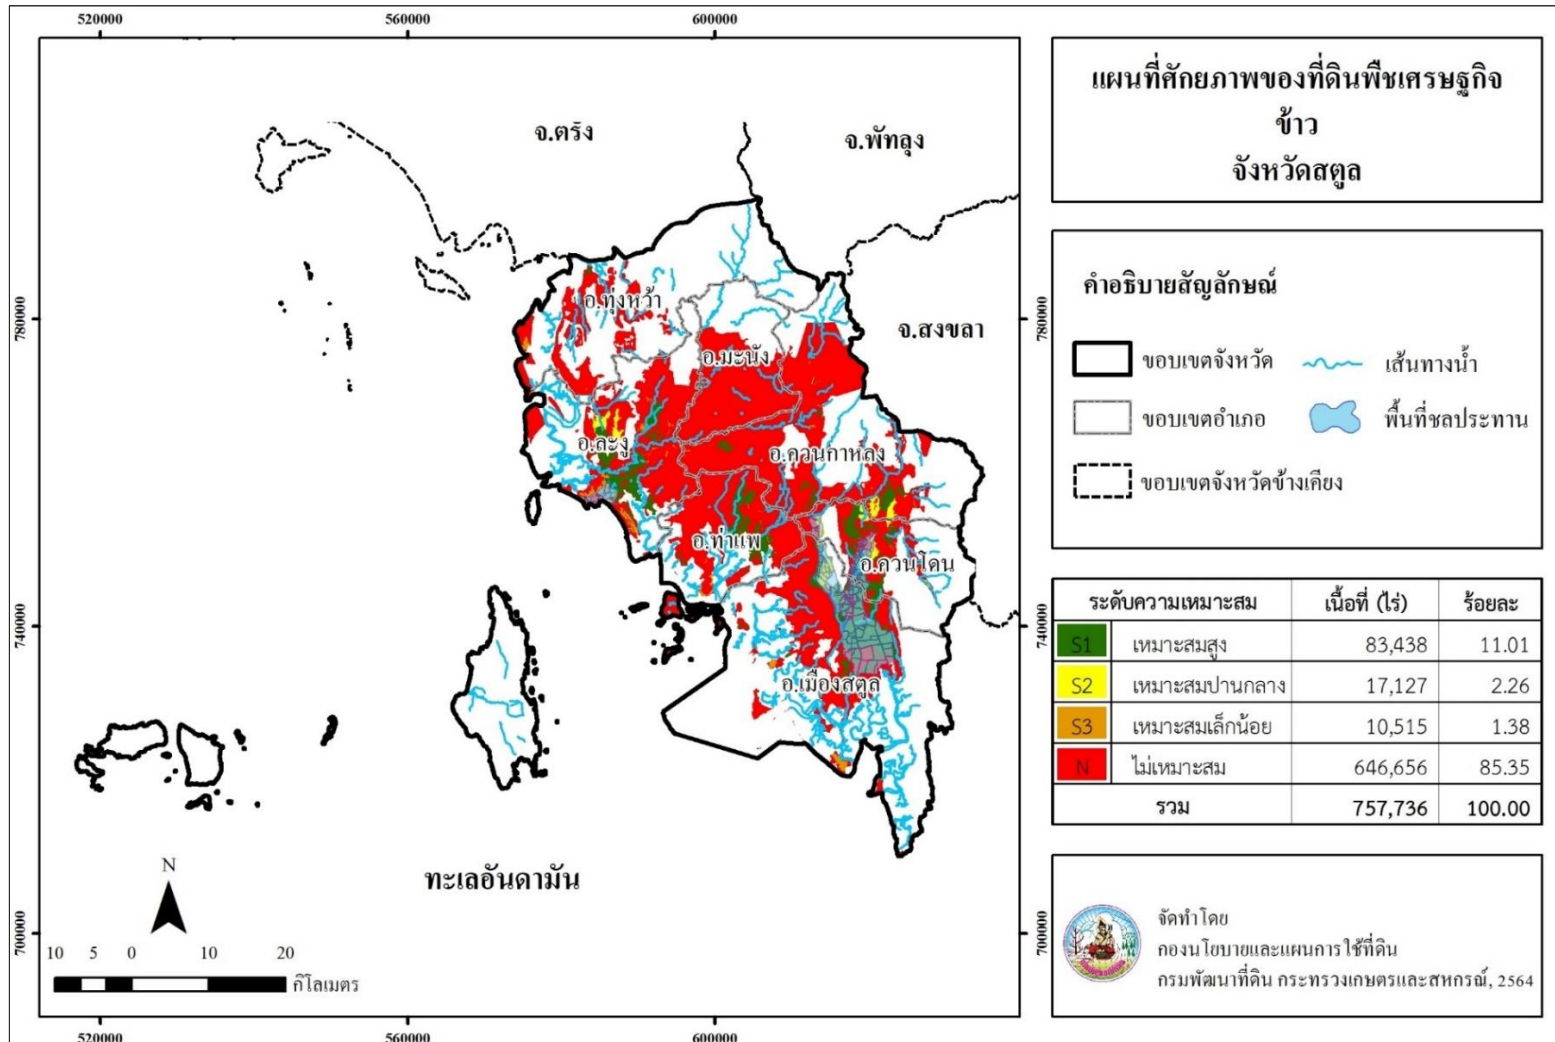 520000
560000
600000
แผนที่ศักยภาพของที่ดินพืชเศรษฐกิจ
ข้าว
จังหวัดสตูล
จ.ตรัง
จ.พัทลุง
จ.สงขลา
อ.ทุ่งหว้า
อ.มะนัง
อ.ละงู
อ.ควนกาหลง
อ.ท่าแพ
อ.ควนโดน
อ.เมืองสตูล
ทะเลอันดามัน
780000
740000
700000
780000
740000
700000
คำอธิบายสัญลักษณ์
ขอบเขตจังหวัด
เส้นทางน้ำ
ขอบเขตอำเภอ
พื้นที่ชลประทาน
ขอบเขตจังหวัดข้างเคียง
ระดับความเหมาะสม เนื้อที่ (ไร่) ร้อยละ
S1 เหมาะสมสูง 83,438 11.01
S2 เหมาะสมปานกลาง 17,127 2.26
S3 เหมาะสมเล็กน้อย 10,515 1.38
N ไม่เหมาะสม 646,656 85.35
รวม 757,736 100.00
N
10 5 0 10 20
กิโลเมตร
จัดทำโดย
กองนโยบายและแผนการใช้ที่ดิน
กรมพัฒนาที่ดิน กระทรวงเกษตรและสหกรณ์, 2564
520000
560000
600000